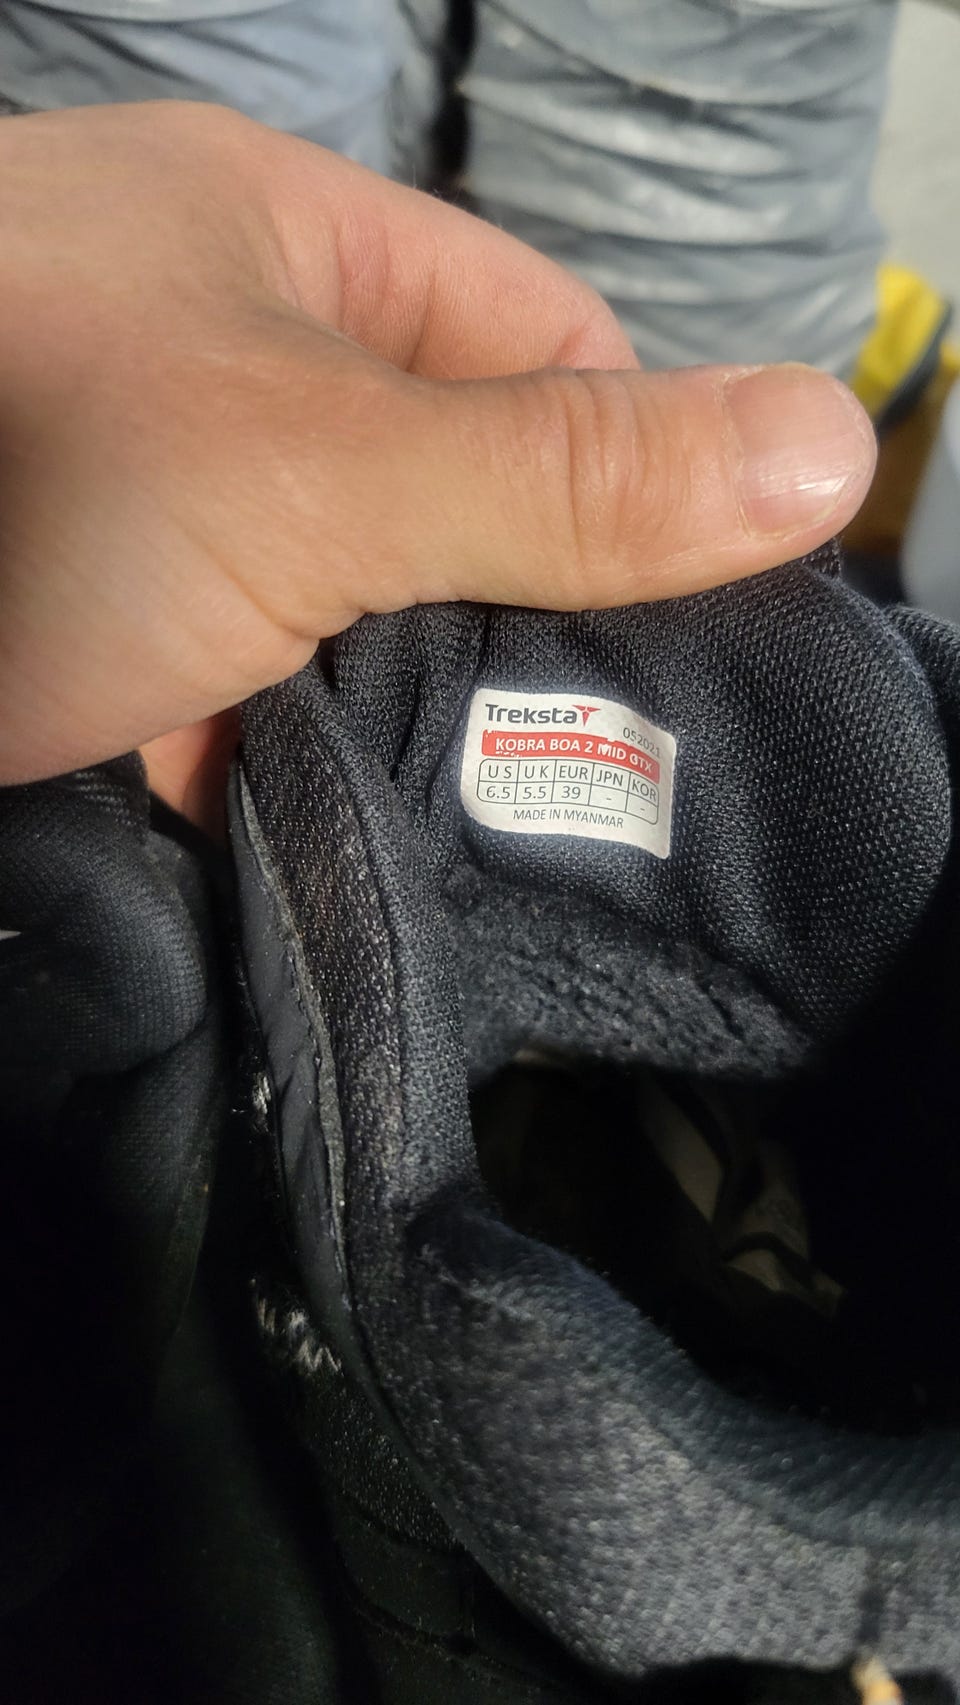 Treksta
052021
KOBRA BOA 2 MID GTX
US UK EUR JPN KOR
6.5 5.5 39 - -
MADE IN MYANMAR